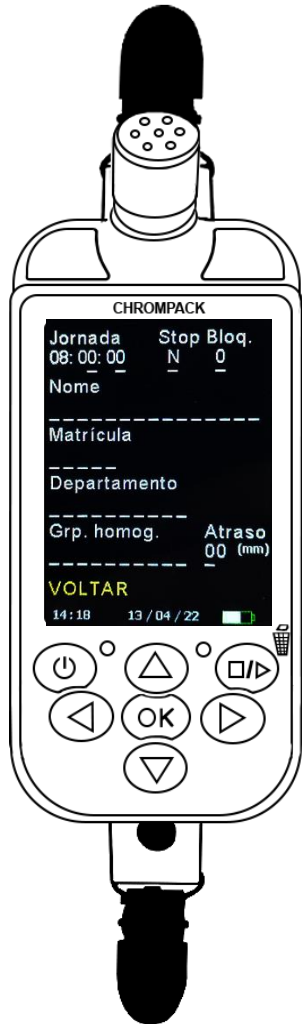 CHROMPACK
Jornada Stop Bloq.
08:00:00 N 0
Nome
Matrícula
Departamento
Grp. homog. Atraso
00 (mm)
VOLTAR
14:18 13/04/22
OK